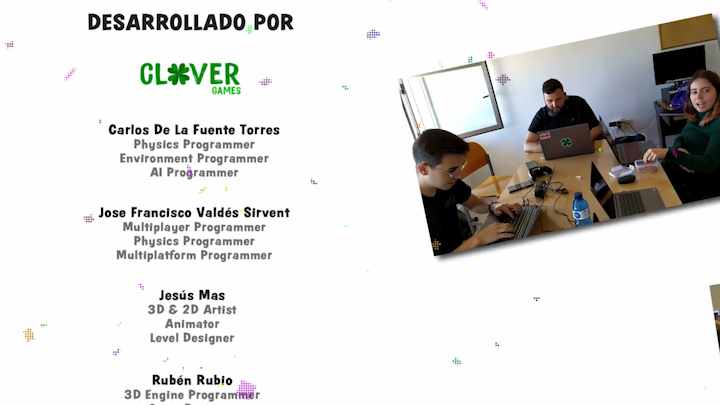 DESARROLLADO POR
CLOVER
GAMES
Carlos De La Fuente Torres
Physics Programmer
Environment Programmer
AI Programmer
Jose Francisco Valdés Sirvent
Multiplayer Programmer
Physics Programmer
Multiplatform Programmer
Jesús Mas
3D & 2D Artist
Animator
Level Designer
Rubén Rubio
3D Engine Programmer